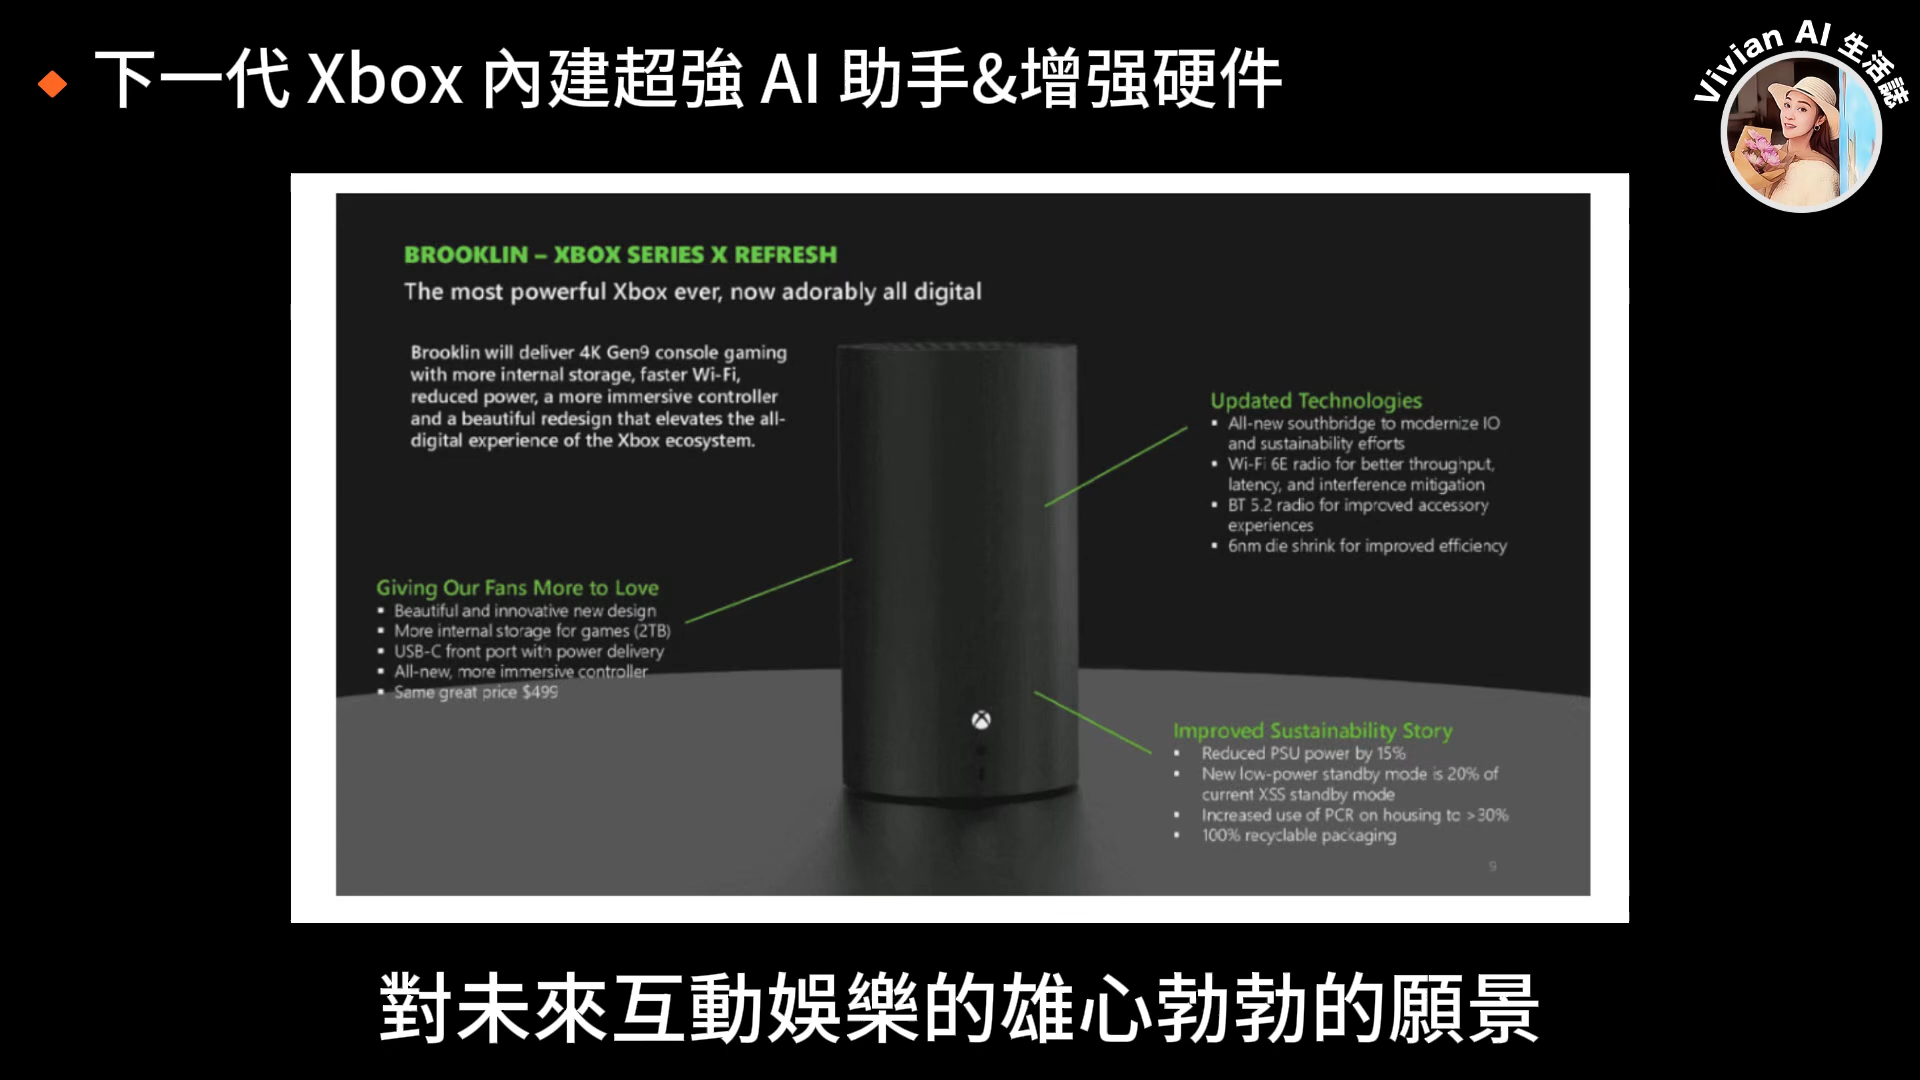 下一代 Xbox 內建超強 AI 助手&增强硬件
Vivian AI 生活誌
BROOKLIN – XBOX SERIES X REFRESH
The most powerful Xbox ever, now adorably all digital
Brooklin will deliver 4K Gen9 console gaming
with more internal storage, faster Wi-Fi,
reduced power, a more immersive controller
and a beautiful redesign that elevates the all-
digital experience of the Xbox ecosystem.
Giving Our Fans More to Love
▪ Beautiful and innovative new design
▪ More internal storage for games (2TB)
▪ USB-C front port with power delivery
▪ All-new, more immersive controller
▪ Same great price $499
Updated Technologies
▪ All-new southbridge to modernize IO
and sustainability efforts
▪ Wi-Fi 6E radio for better throughput,
latency, and interference mitigation
▪ BT 5.2 radio for improved accessory
experiences
▪ 6nm die shrink for improved efficiency
Improved Sustainability Story
▪ Reduced PSU power by 15%
▪ New low-power standby mode is 20% of
current XSS standby mode
▪ Increased use of PCR on housing to >30%
▪ 100% recyclable packaging
9
對未來互動娛樂的雄心勃勃的願景